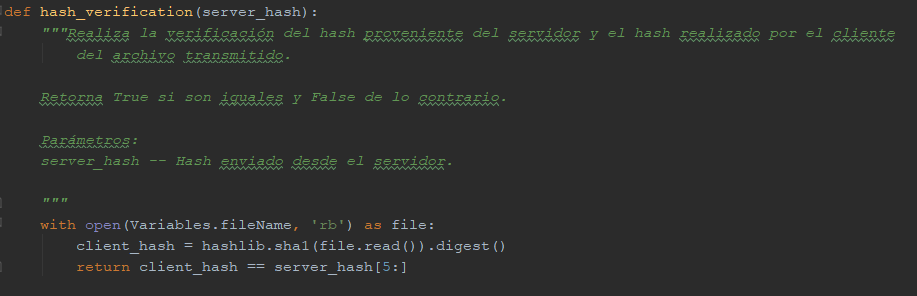 def hash_verification(server_hash):
"""Realiza la verificación del hash proveniente del servidor y el hash realizado por el cliente
del archivo transmitido.
Retorna True si son iguales y False de lo contrario.
Parámetros:
server_hash -- Hash enviado desde el servidor.
"""
with open(Variables.fileName, 'rb') as file:
client_hash = hashlib.sha1(file.read()).digest()
return client_hash == server_hash[5:]